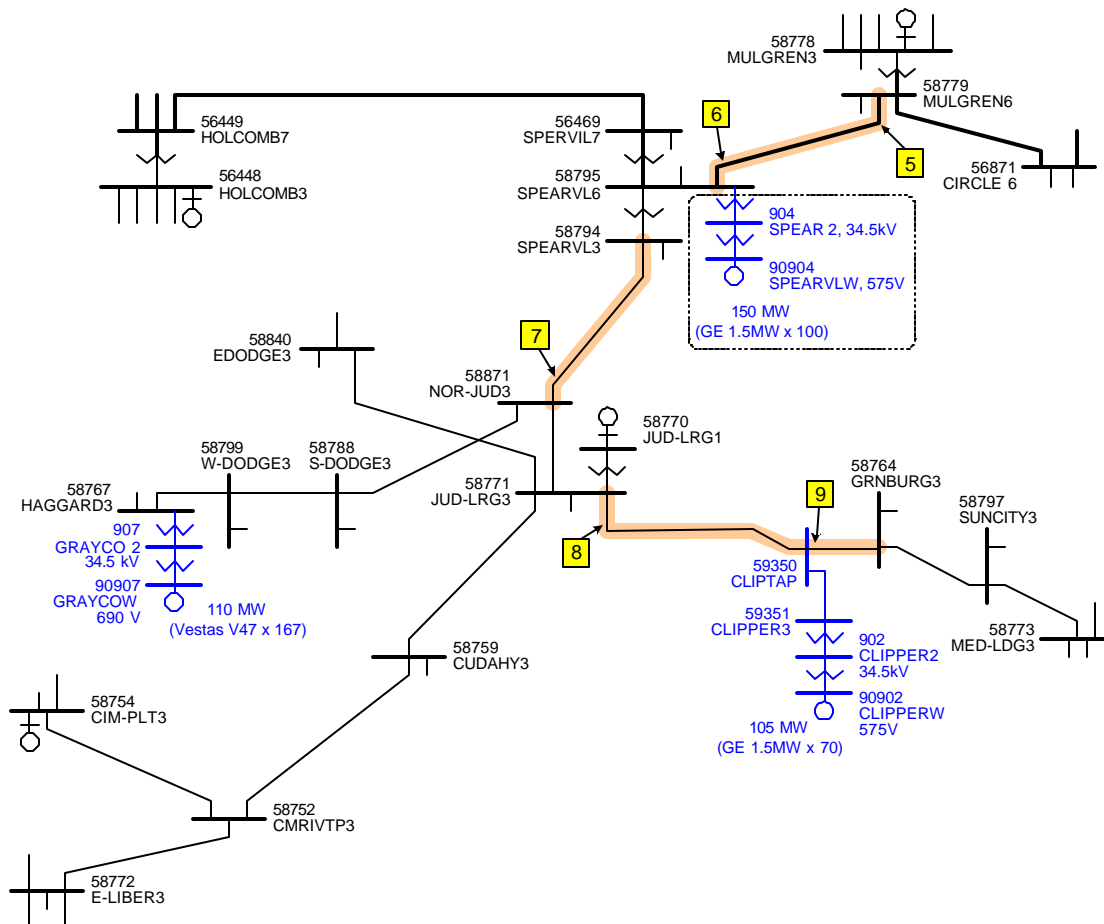 58778
MULGREN3
58779
MULGREN6
56449
HOLCOMB7
56469
SPERVIL7
6
5
56871
CIRCLE 6
56448
HOLCOMB3
58795
SPEARVL6
904
SPEAR 2, 34.5kV
58794
SPEARVL3
90904
SPEARVLW, 575V
150 MW
(GE 1.5MW x 100)
7
58840
EDODGE3
58871
NOR-JUD3
58770
JUD-LRG1
58799
W-DODGE3
58788
S-DODGE3
58764
GRNBURG3
58767
HAGGARD3
58771
JUD-LRG3
9
58797
SUNCITY3
907
GRAYCO 2
34.5 kV
8
59350
CLIPTAP
90907
GRAYCOW
690 V
110 MW
(Vestas V47 x 167)
59351
CLIPPER3
902
CLIPPER2
34.5kV
58773
MED-LDG3
58759
CUDAHY3
90902
CLIPPERW
575V
105 MW
(GE 1.5MW x 70)
58754
CIM-PLT3
58752
CMRIVTP3
58772
E-LIBER3